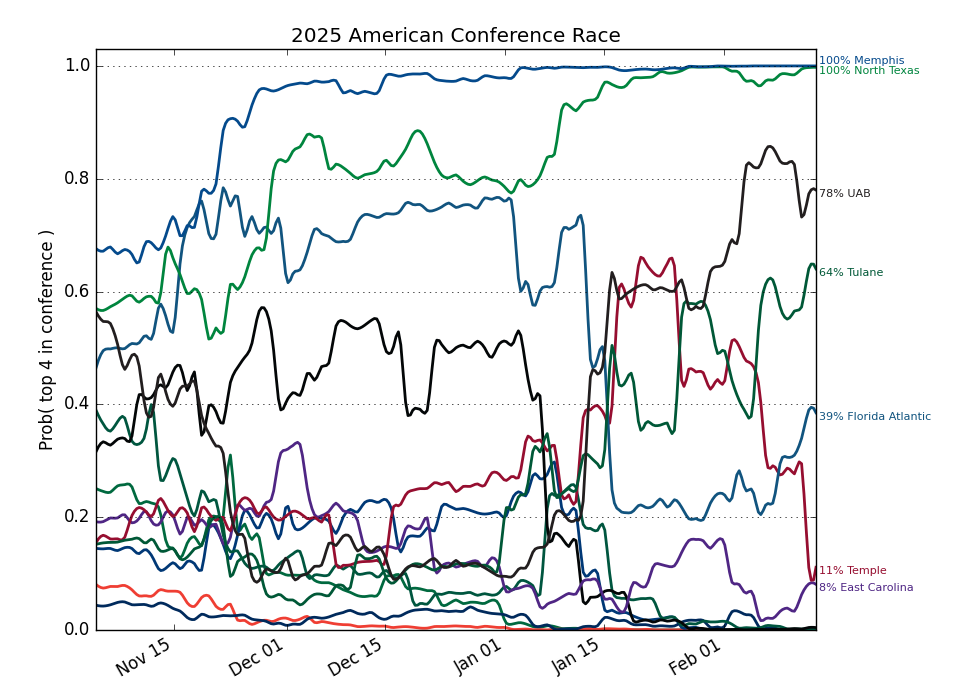 2025 American Conference Race
Prob( top 4 in conference )
1.0
0.8
0.6
0.4
0.2
0.0
Nov 15
Dec 01
Dec 15
Jan 01
Jan 15
Feb 01
100% Memphis
100% North Texas
78% UAB
64% Tulane
39% Florida Atlantic
11% Temple
8% East Carolina